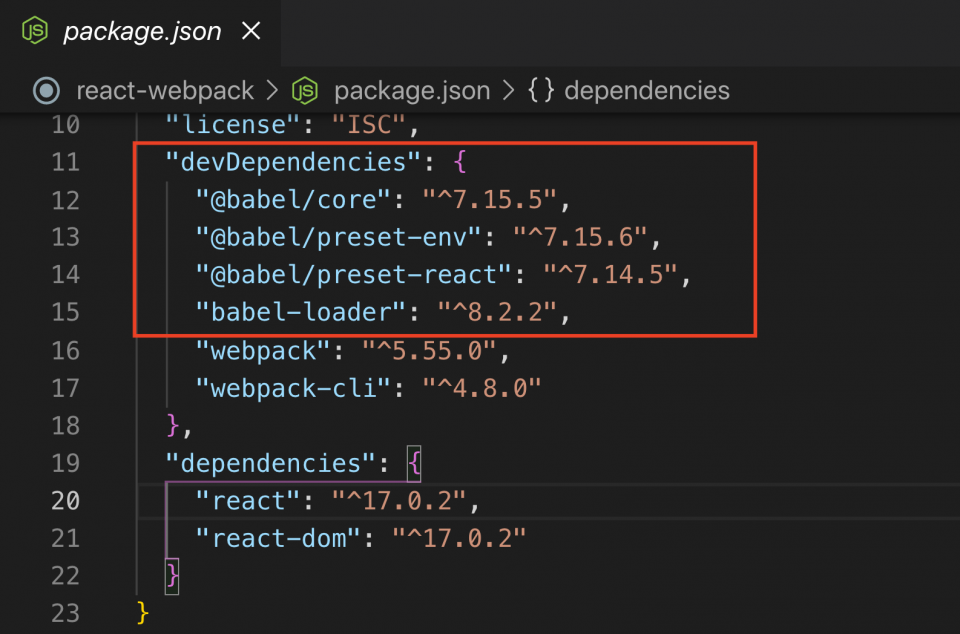 JS package.json ×
react-webpack > JS package.json > {} dependencies
10 "license": "ISC",
11 "devDependencies": {
12 "@babel/core": "^7.15.5",
13 "@babel/preset-env": "^7.15.6",
14 "@babel/preset-react": "^7.14.5",
15 "babel-loader": "^8.2.2",
16 "webpack": "^5.55.0",
17 "webpack-cli": "^4.8.0"
18 },
19 "dependencies": {
20 "react": "^17.0.2",
21 "react-dom": "^17.0.2"
22 }
23 }